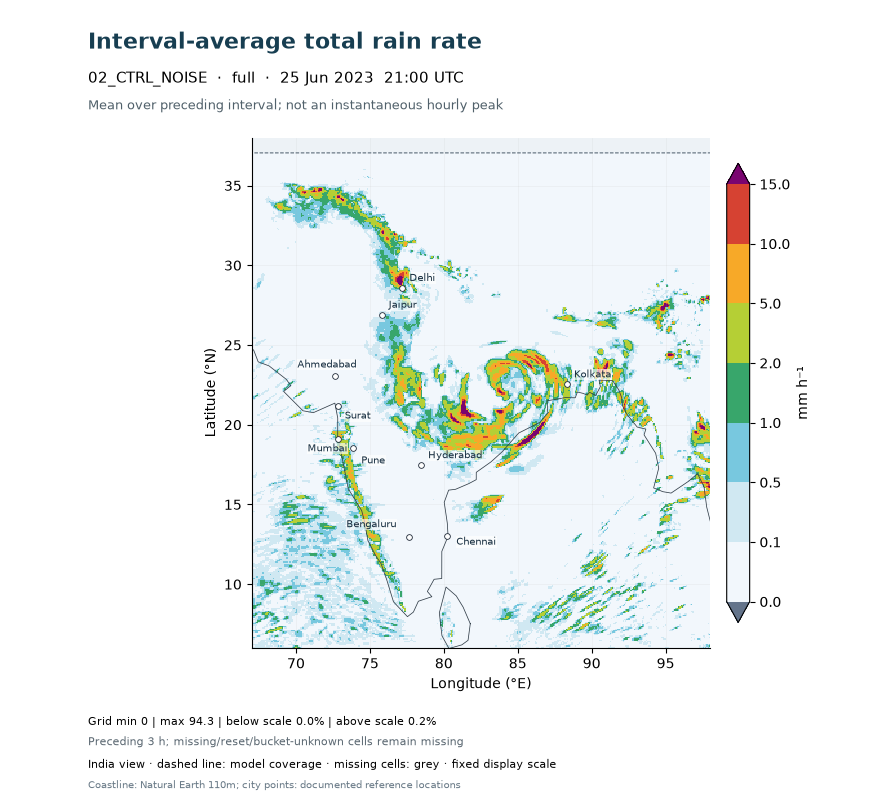 Interval-average total rain rate
02_CTRL_NOISE · full · 25 Jun 2023 21:00 UTC
Mean over preceding interval; not an instantaneous hourly peak
35
30
25
20
15
10
Latitude (°N)
70
75
80
85
90
95
Longitude (°E)
Delhi
Jaipur
Ahmedabad
Kolkata
Surat
Mumbai
Pune
Hyderabad
Bengaluru
Chennai
15.0
10.0
5.0
2.0
1.0
0.5
0.1
0.0
mm h⁻¹
Grid min 0 | max 94.3 | below scale 0.0% | above scale 0.2%
Preceding 3 h; missing/reset/bucket-unknown cells remain missing
India view · dashed line: model coverage · missing cells: grey · fixed display scale
Coastline: Natural Earth 110m; city points: documented reference locations